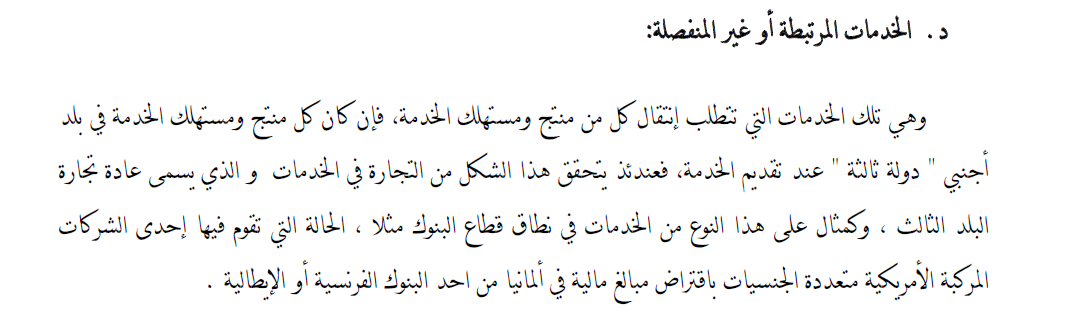 د. الخدمات المرتبطة أو غير المنفصلة:
وهي تلك الخدمات التي تتطلب إنتقال كل من منتج ومستهلك الخدمة، فإن كان كل منتج ومستهلك الخدمة في بلد
أجنبي " دولة ثالثة " عند تقديم الخدمة، فعندئذ يتحقق هذا الشكل من التجارة في الخدمات و الذي يسمى عادة تجارة
البلد الثالث ، وكمثال على هذا النوع من الخدمات في نطاق قطاع البنوك مثلا ، الحالة التي تقوم فيها إحدى الشركات
المركبة الأمريكية متعددة الجنسيات باقتراض مبالغ مالية في ألمانيا من احد البنوك الفرنسية أو الإيطالية .